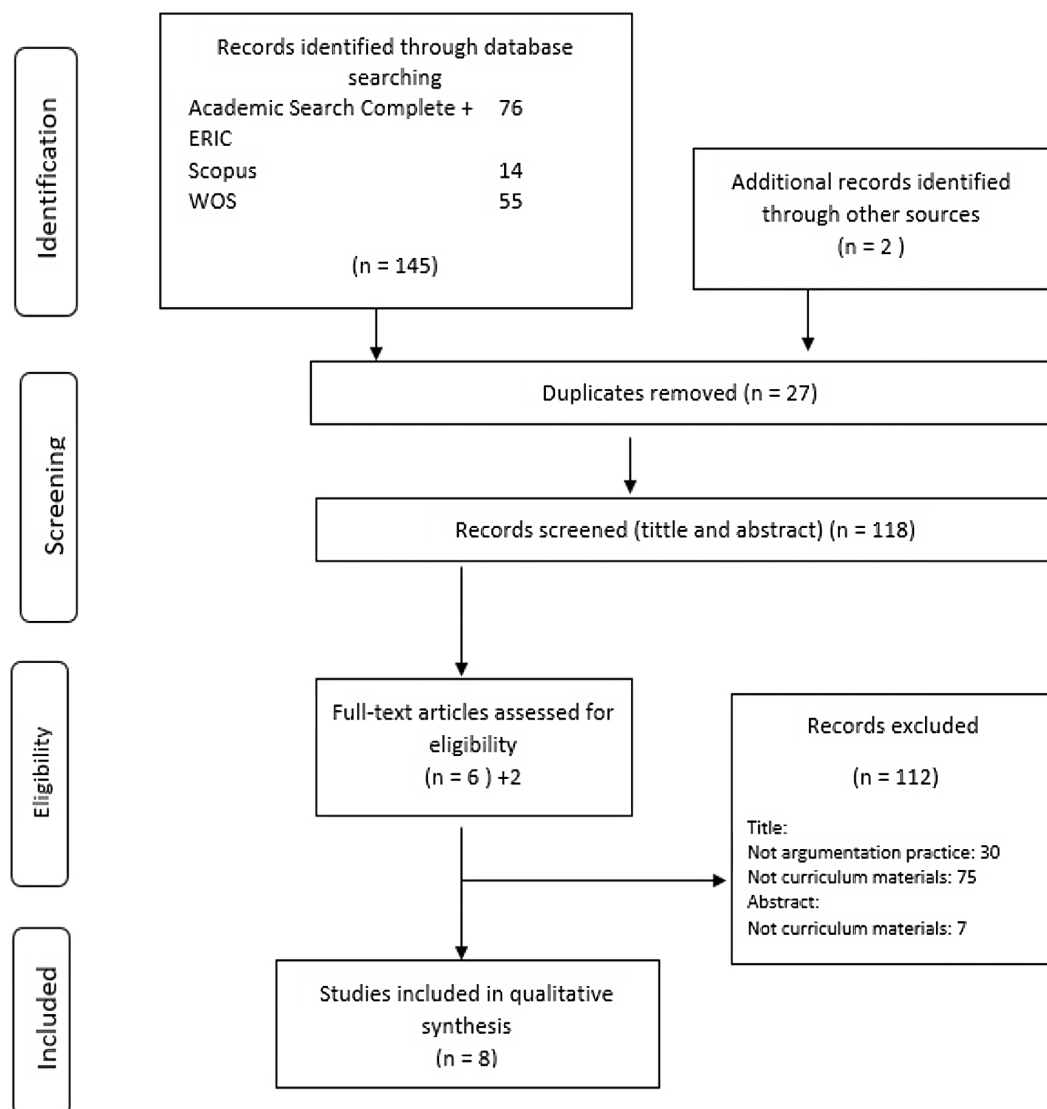 Identification
Records identified through database
searching
Academic Search Complete + 76
ERIC
Scopus 14
WOS 55
(n = 145)
Additional records identified
through other sources
(n = 2 )
Screening
Duplicates removed (n = 27)
Records screened (tittle and abstract) (n = 118)
Eligibility
Full-text articles assessed for
eligibility
(n = 6 ) +2
Records excluded
(n = 112)
Title:
Not argumentation practice: 30
Not curriculum materials: 75
Abstract:
Not curriculum materials: 7
Included
Studies included in qualitative
synthesis
(n = 8)